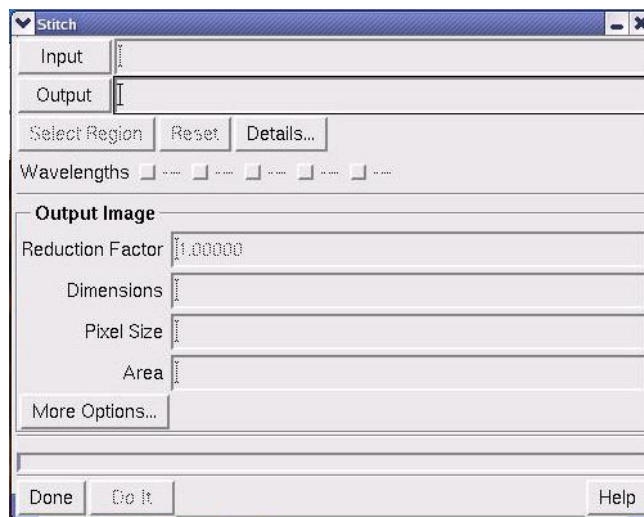 Stitch
Input
Output
Select Region Reset Details...
Wavelengths --- --- --- --- ---
Output Image
Reduction Factor 1.00000
Dimensions
Pixel Size
Area
More Options...
Done Do It Help